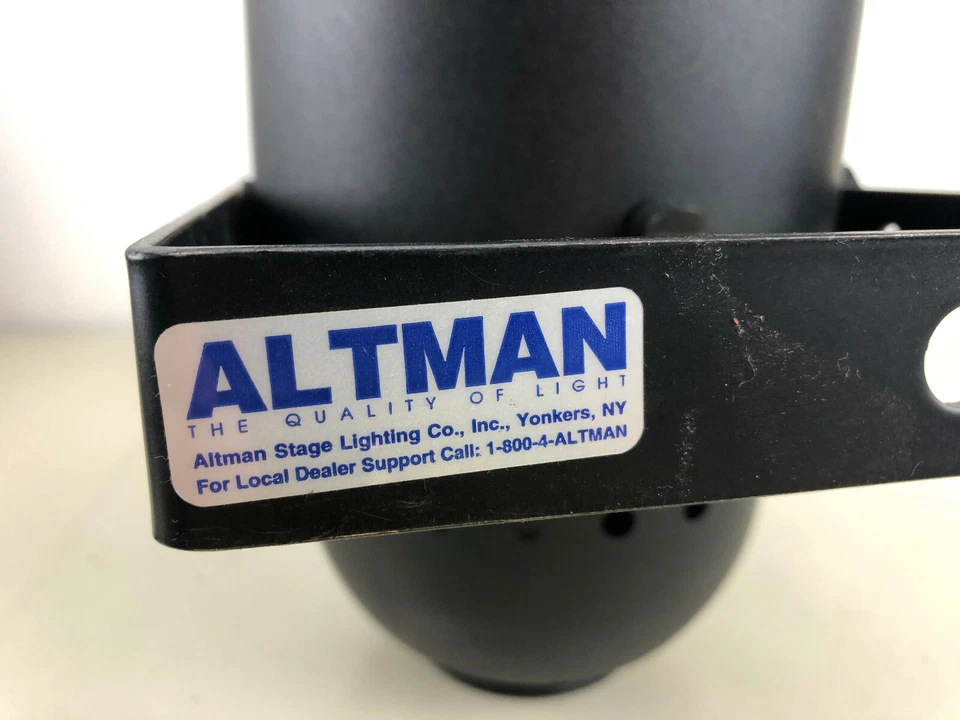 ALTMAN
THE QUALITY OF LIGHT
Altman Stage Lighting Co., Inc., Yonkers, NY
For Local Dealer Support Call: 1-800-4-ALTMAN